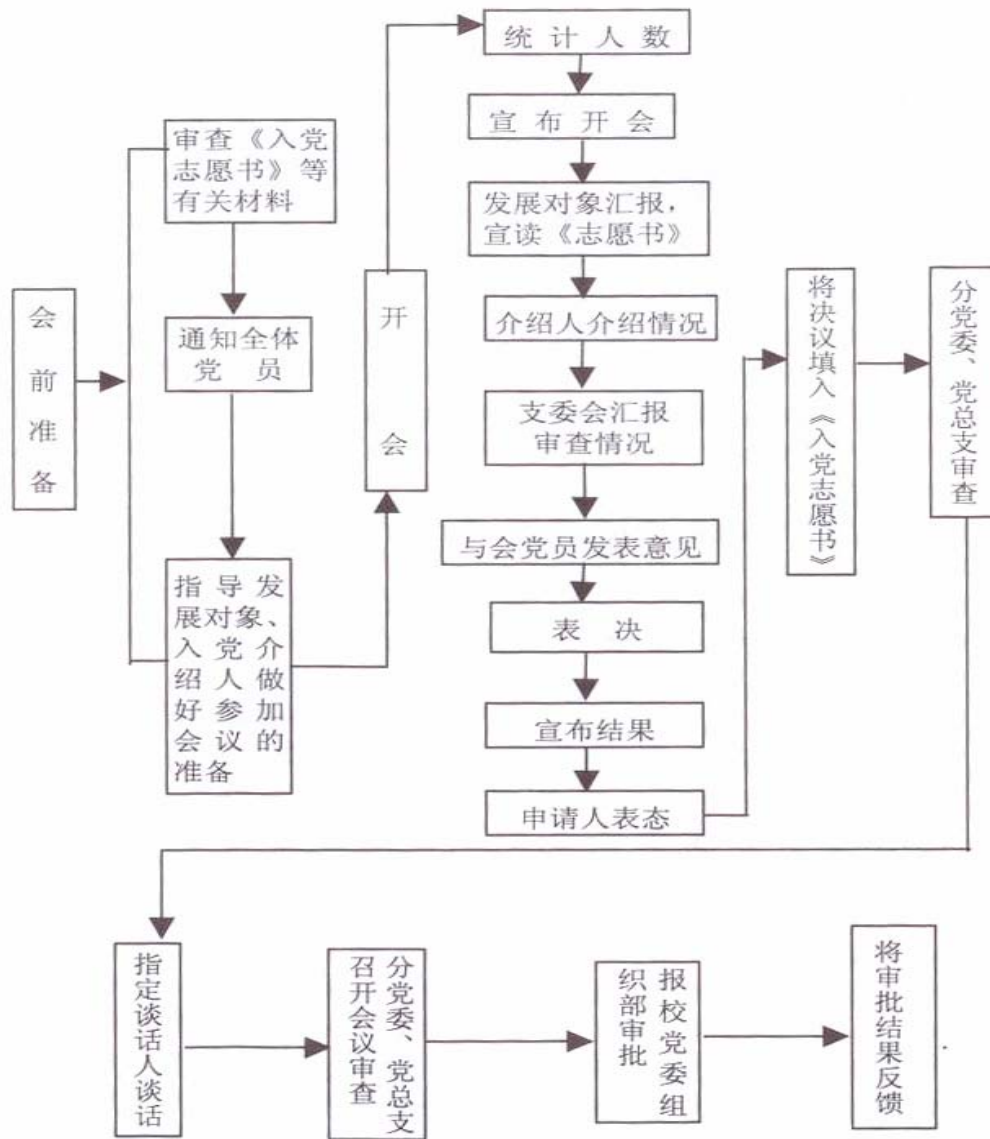 会前准备
审查《入党
志愿书》等
有关材料
通知全体
党 员
指 导 发
展对象、
入 党 介
绍 人 做
好 参 加
会 议 的
准备
开会
统 计 人 数
宣 布 开 会
发展对象汇报，
宣读《志愿书》
介绍人介绍情况
支委会汇报
审查情况
与会党员发表意见
表 决
宣布结果
申请人表态
将决议填入《入党志愿书》
分党委、党总支审查
指定谈话人谈话
分党委、党总支
召开会议审查
报校党委组
织部审批
将审批结果反馈